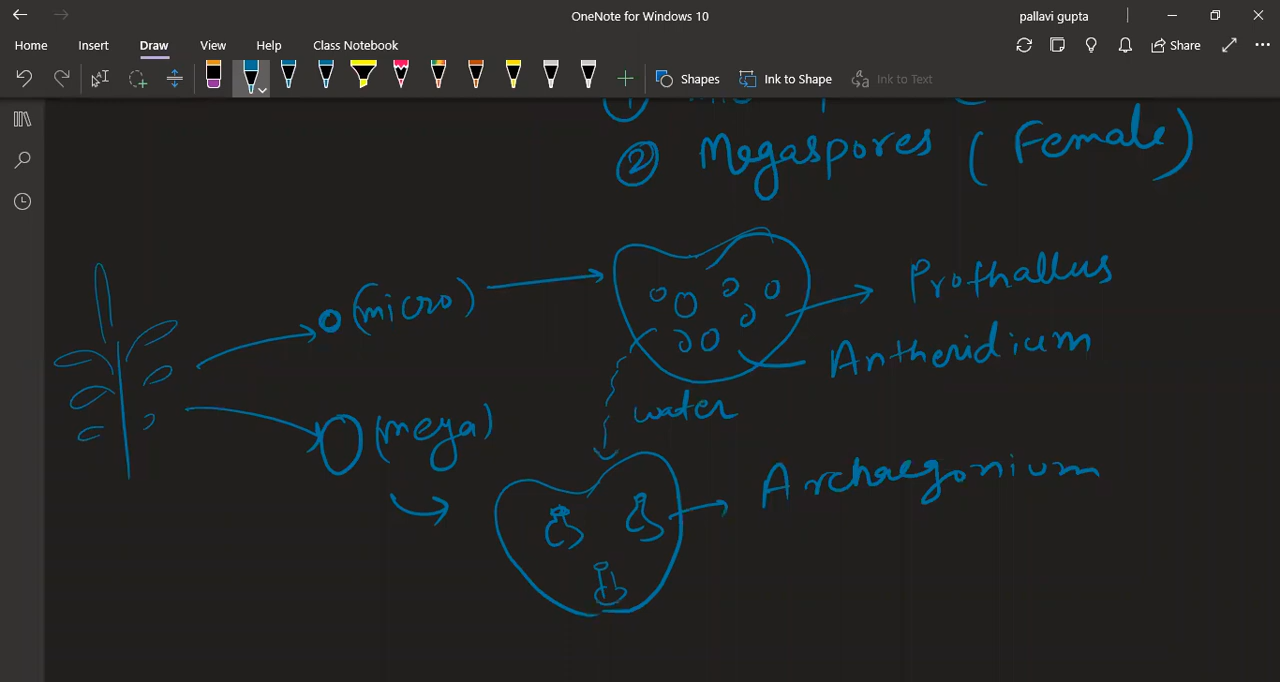 OneNote for Windows 10
pallavi gupta
Home Insert Draw View Help Class Notebook
Share
Shapes Ink to Shape Ink to Text
①
② Megaspores (Female)
(micro)
Prothallus
Antheridium
water
(mega)
Archaegonium